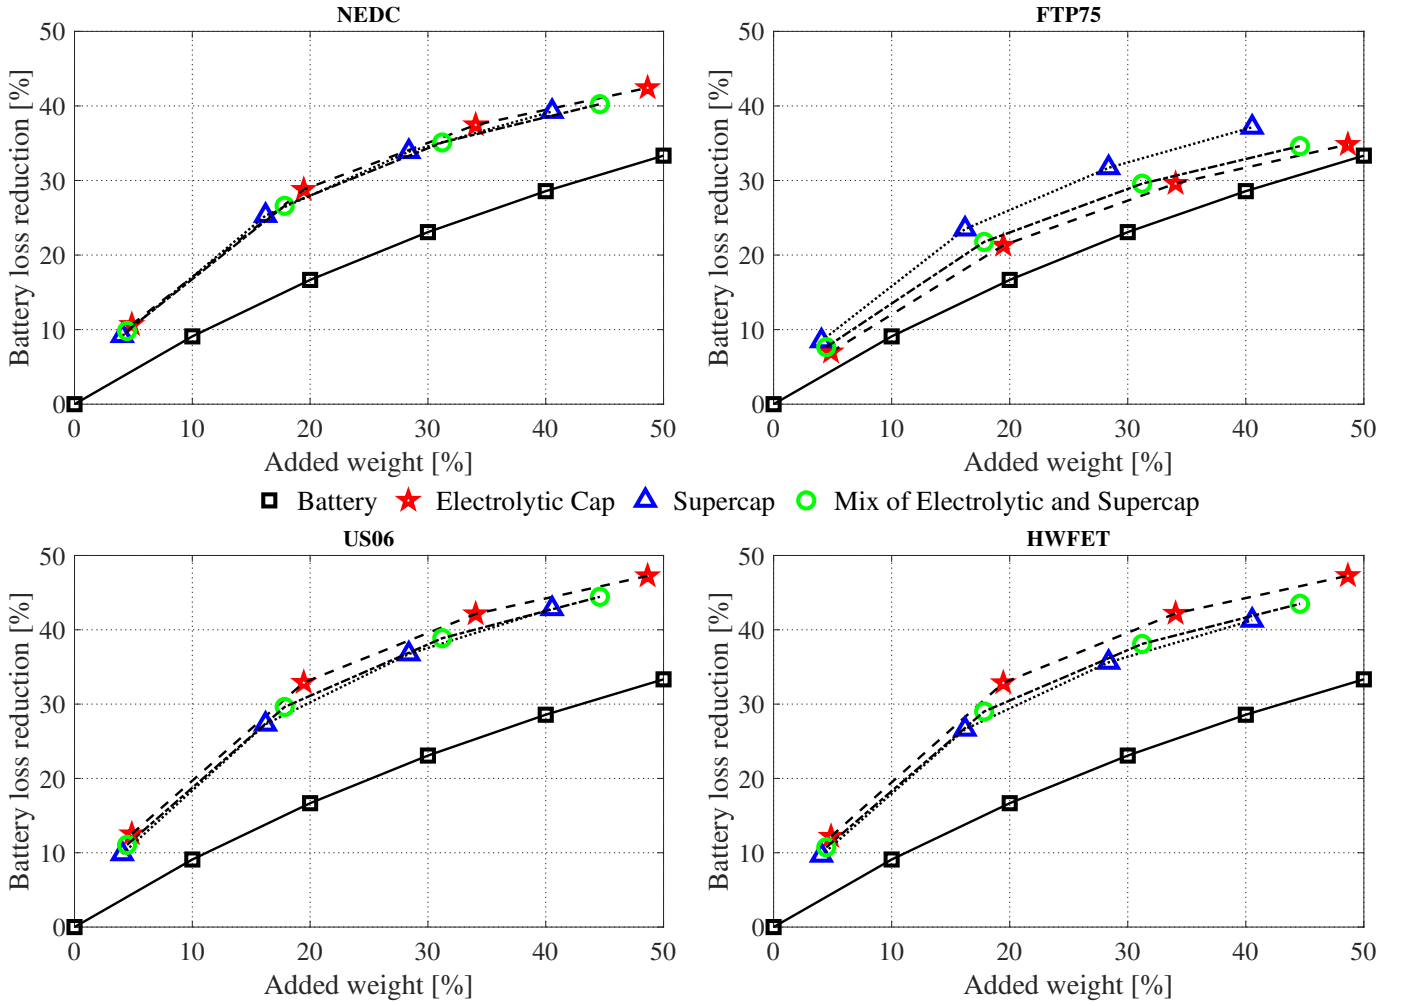 NEDC
50
40
30
20
10
0
Battery loss reduction [%]
0 10 20 30 40 50
Added weight [%]
FTP75
50
40
30
20
10
0
Battery loss reduction [%]
0 10 20 30 40 50
Added weight [%]
Battery Electrolytic Cap Supercap Mix of Electrolytic and Supercap
US06
50
40
30
20
10
0
Battery loss reduction [%]
0 10 20 30 40 50
Added weight [%]
HWFET
50
40
30
20
10
0
Battery loss reduction [%]
0 10 20 30 40 50
Added weight [%]